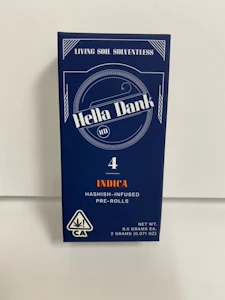 LIVING SOIL SOLVENTLESS
Hella Dank
HD
4
INDICA
HASHISH-INFUSED
PRE-ROLLS
NET WT.
0.5 GRAMS EA.
2 GRAMS (0.071 OZ)
CA